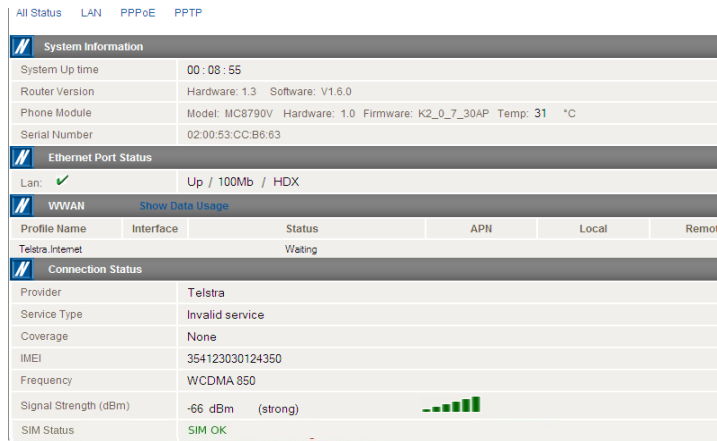 All Status LAN PPPoE PPTP
System Information
System Up time 00 : 08 : 55
Router Version Hardware: 1.3 Software: V1.6.0
Phone Module Model: MC8790V Hardware: 1.0 Firmware: K2_0_7_30AP Temp: 31 °C
Serial Number 02:00:53:CC:B6:63
Ethernet Port Status
Lan: Up / 100Mb / HDX
WWAN Show Data Usage
Profile Name Interface Status APN Local Remot
Telstra.Internet Waiting
Connection Status
Provider Telstra
Service Type Invalid service
Coverage None
IMEI 354123030124350
Frequency WCDMA 850
Signal Strength (dBm) -66 dBm (strong)
SIM Status SIM OK